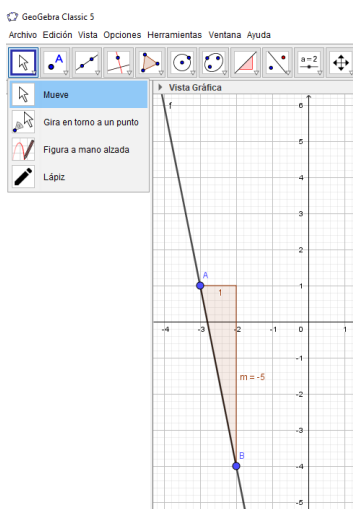 GeoGebra Classic 5
Archivo Edición Vista Opciones Herramientas Ventana Ayuda
A
a=2
Mueve
Gira en torno a un punto
Figura a mano alzada
Lápiz
Vista Gráfica
f
6
5
4
3
2
A
1
1
-4 -3 -2 -1 0 1
-1
m = -5
-2
-3
B
-4
-5